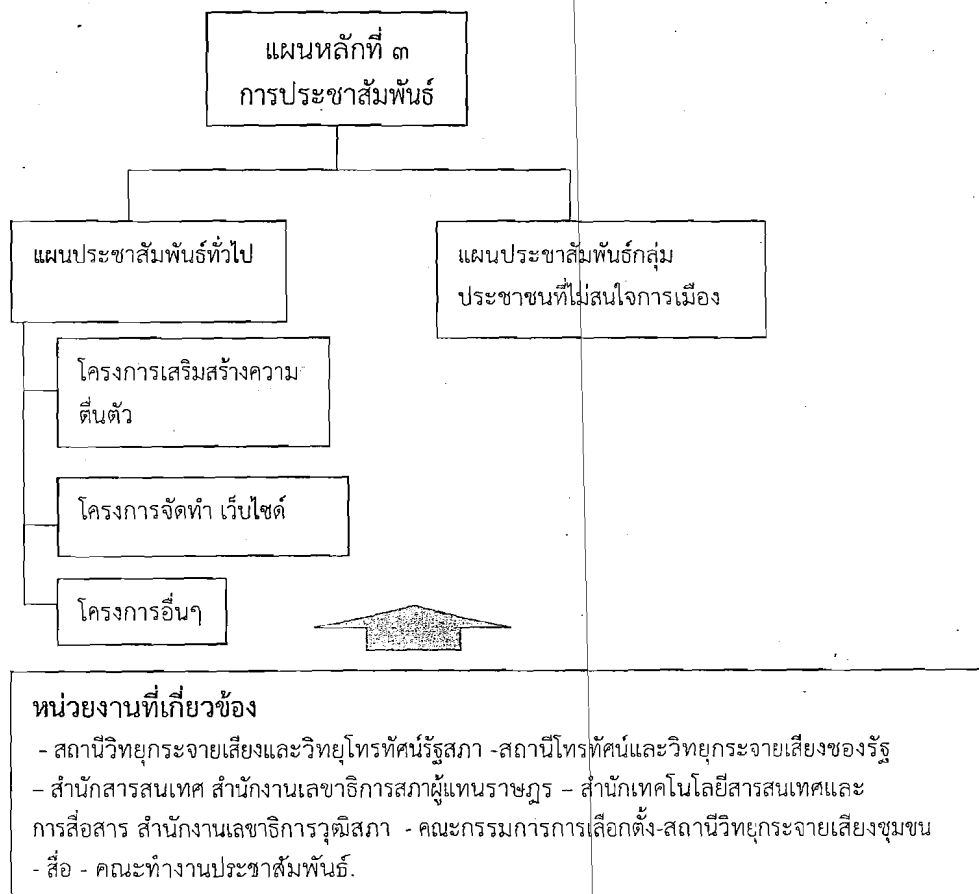 แผนหลักที่ ๓
การประชาสัมพันธ์
แผนประชาสัมพันธ์ทั่วไป
แผนประชาสัมพันธ์กลุ่ม
ประชาชนที่ไม่สนใจการเมือง
โครงการเสริมสร้างความ
ตื่นตัว
โครงการจัดทำ เว็บไซด์
โครงการอื่นๆ
หน่วยงานที่เกี่ยวข้อง
- สถานีวิทยุกระจายเสียงและวิทยุโทรทัศน์รัฐสภา -สถานีโทรทัศน์และวิทยุกระจายเสียงของรัฐ
– สำนักสารสนเทศ สำนักงานเลขาธิการสภาผู้แทนราษฎร – สำนักเทคโนโลยีสารสนเทศและ
การสื่อสาร สำนักงานเลขาธิการวุฒิสภา - คณะกรรมการการเลือกตั้ง-สถานีวิทยุกระจายเสียงชุมชน
- สื่อ - คณะทำงานประชาสัมพันธ์.